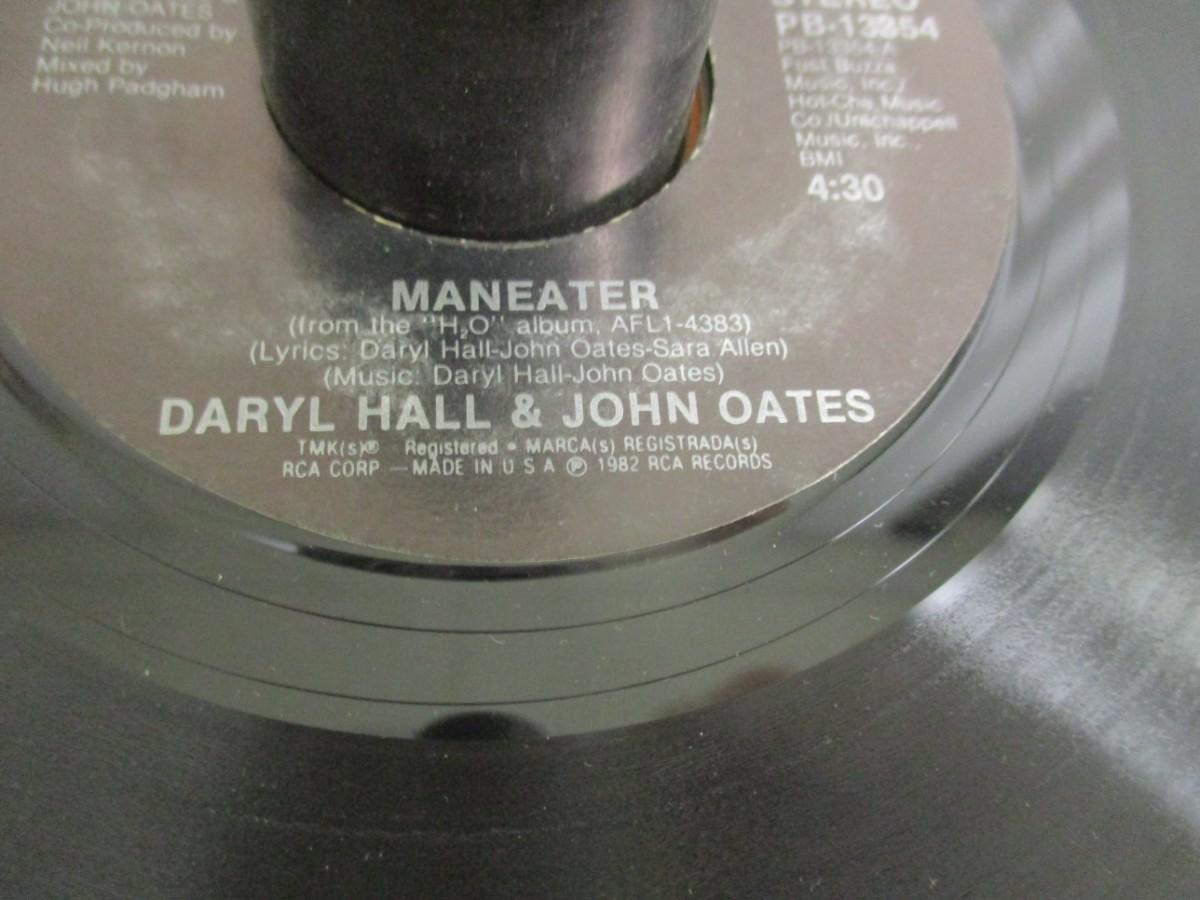 JOHN OATES
Co-Produced by
Neil Kernon
Mixed by
Hugh Padgham
STEREO
PB-13354
PB-13354 A
Fust Buzza
Music, Inc./
Hot-Cha Music
Co./Unichappell
Music, Inc.,
BMI
4:30
MANEATER
(from the "H₂O" album, AFL1-4383)
(Lyrics: Daryl Hall-John Oates-Sara Allen)
(Music: Daryl Hall-John Oates)
DARYL HALL & JOHN OATES
TMK(s)® Registered • MARCA(s) REGISTRADA(s)
RCA CORP — MADE IN U S A ℗ 1982 RCA RECORDS